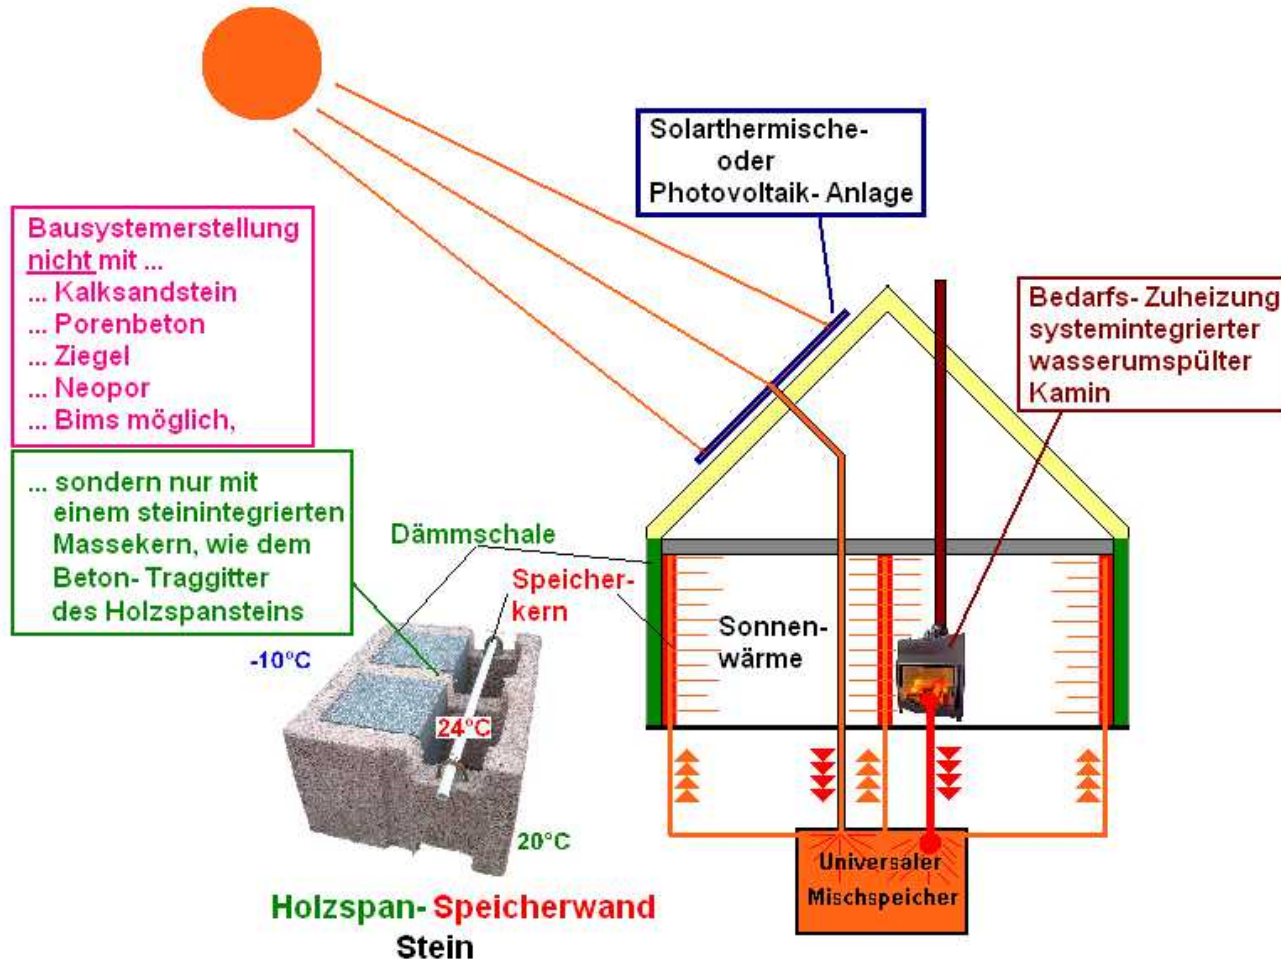 Solarthermische-
oder
Photovoltaik- Anlage
Bausystemerstellung
nicht mit ...
... Kalksandstein
... Porenbeton
... Ziegel
... Neopor
... Bims möglich,
Bedarfs- Zuheizung
systemintegrierter
wasserumspülter
Kamin
... sondern nur mit
einem steinintegrierten
Massekern, wie dem
Beton- Traggitter
des Holzspansteins
Dämmschale
Speicher-
kern
Sonnen-
wärme
-10°C
24°C
20°C
Universaler
Mischspeicher
Holzspan- Speicherwand
Stein